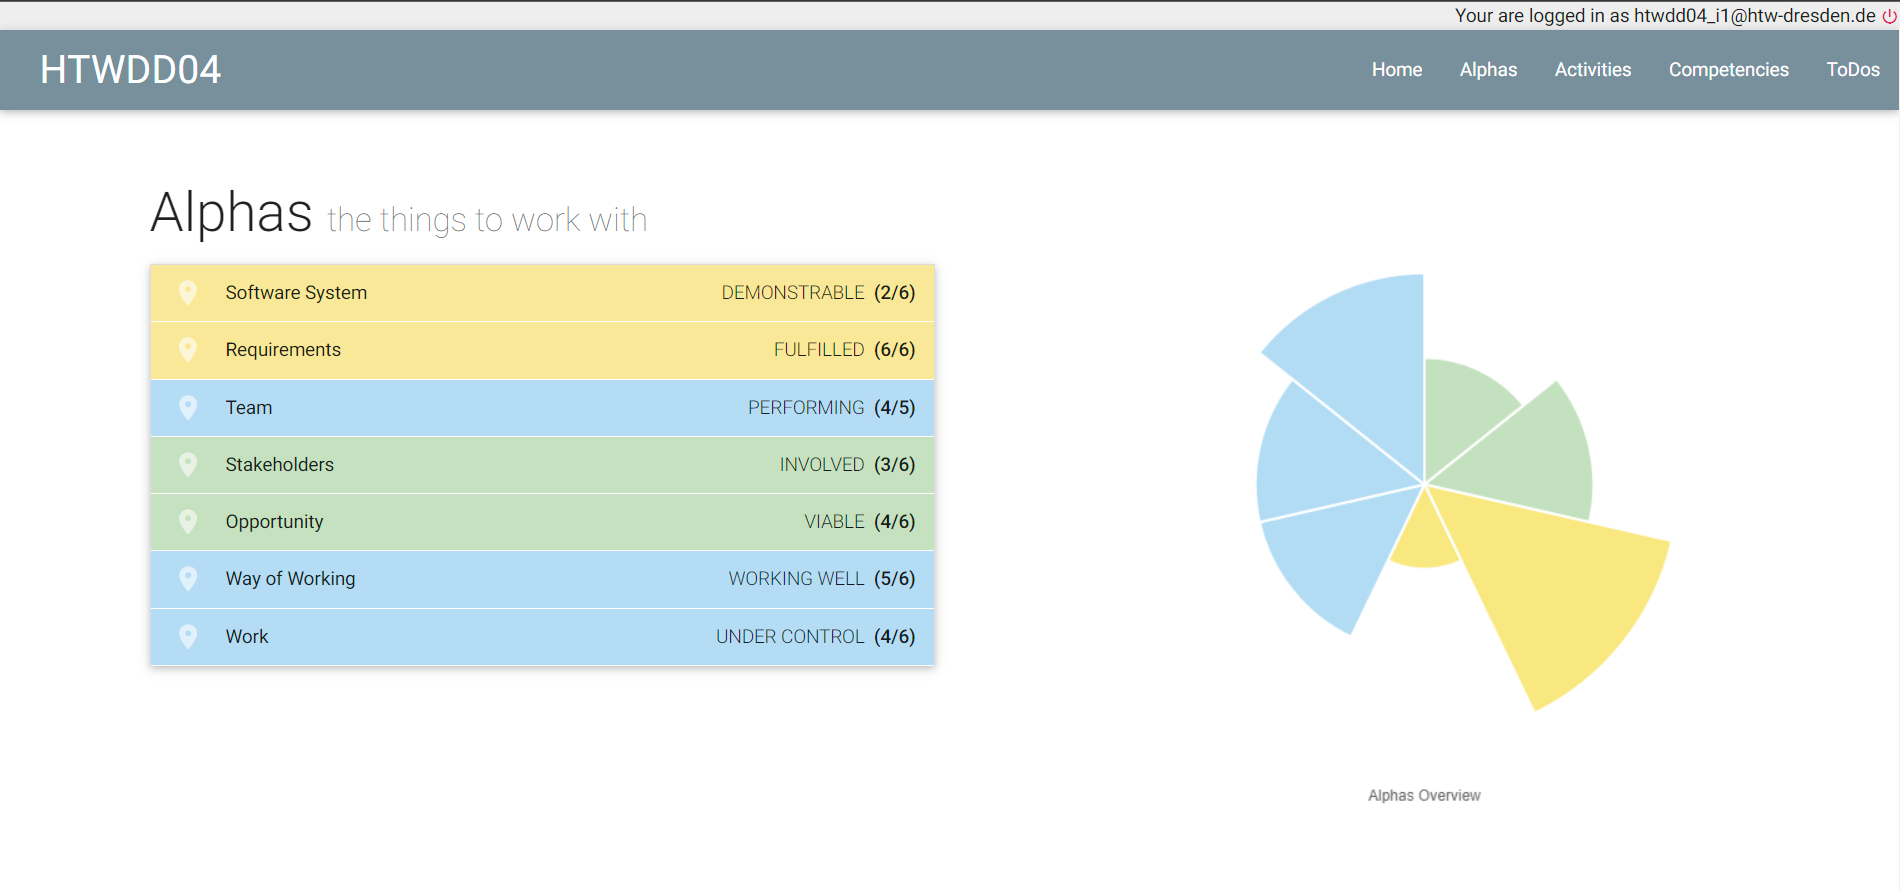 Your are logged in as htwdd04_i1@htw-dresden.de
HTWDD04 Home Alphas Activities Competencies ToDos
Alphas the things to work with
Software System DEMONSTRABLE (2/6)
Requirements FULFILLED (6/6)
Team PERFORMING (4/5)
Stakeholders INVOLVED (3/6)
Opportunity VIABLE (4/6)
Way of Working WORKING WELL (5/6)
Work UNDER CONTROL (4/6)
Alphas Overview